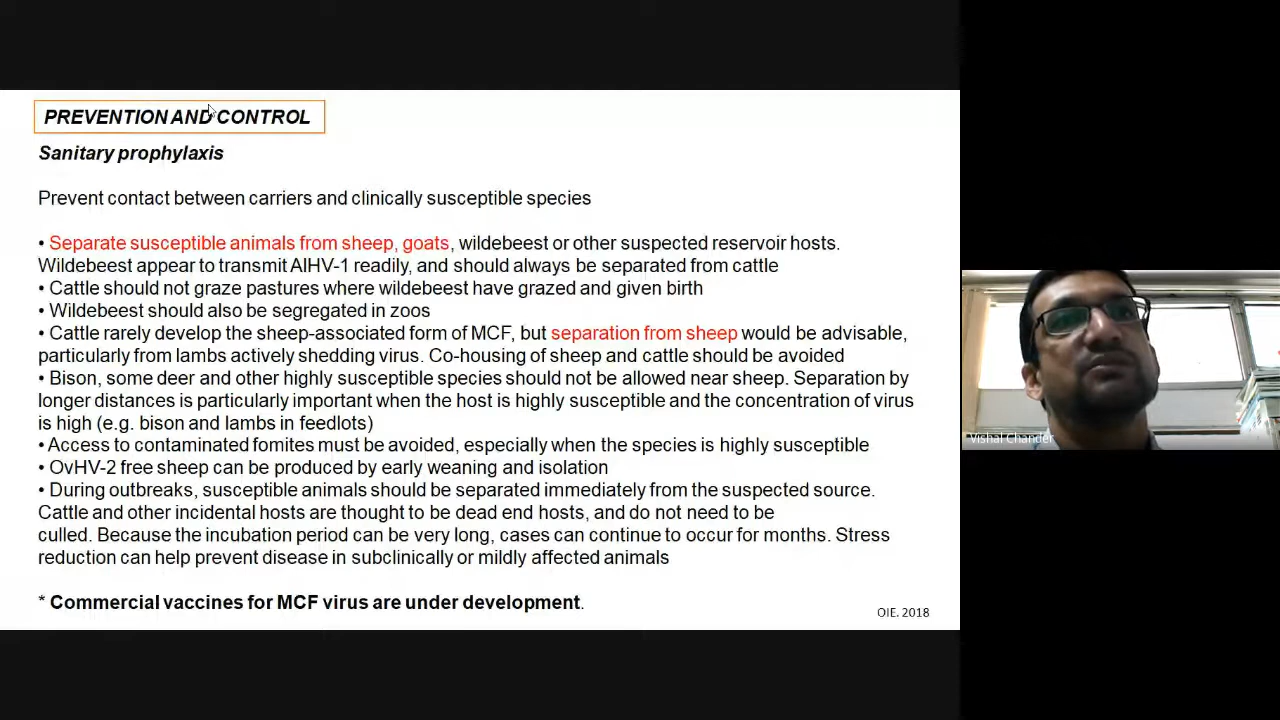 PREVENTION AND CONTROL
Sanitary prophylaxis
Prevent contact between carriers and clinically susceptible species
• Separate susceptible animals from sheep, goats, wildebeest or other suspected reservoir hosts.
Wildebeest appear to transmit AlHV-1 readily, and should always be separated from cattle
• Cattle should not graze pastures where wildebeest have grazed and given birth
• Wildebeest should also be segregated in zoos
• Cattle rarely develop the sheep-associated form of MCF, but separation from sheep would be advisable,
particularly from lambs actively shedding virus. Co-housing of sheep and cattle should be avoided
• Bison, some deer and other highly susceptible species should not be allowed near sheep. Separation by
longer distances is particularly important when the host is highly susceptible and the concentration of virus
is high (e.g. bison and lambs in feedlots)
• Access to contaminated fomites must be avoided, especially when the species is highly susceptible
• OvHV-2 free sheep can be produced by early weaning and isolation
• During outbreaks, susceptible animals should be separated immediately from the suspected source.
Cattle and other incidental hosts are thought to be dead end hosts, and do not need to be
culled. Because the incubation period can be very long, cases can continue to occur for months. Stress
reduction can help prevent disease in subclinically or mildly affected animals
* Commercial vaccines for MCF virus are under development.
OIE. 2018
Vishal Chander